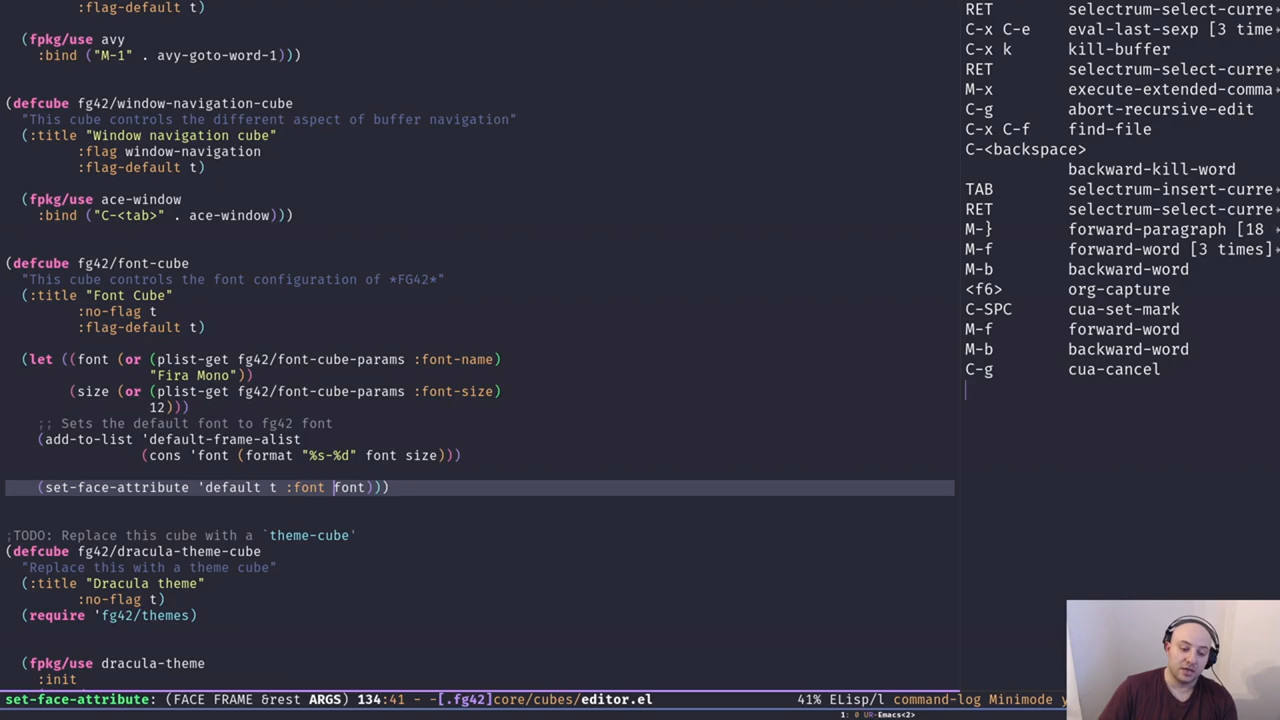 :flag-default t)
(fpkg/use avy
:bind ("M-1" . avy-goto-word-1)))
(defcube fg42/window-navigation-cube
"This cube controls the different aspect of buffer navigation"
(:title "Window navigation cube"
:flag window-navigation
:flag-default t)
(fpkg/use ace-window
:bind ("C-<tab>" . ace-window)))
(defcube fg42/font-cube
"This cube controls the font configuration of *FG42*"
(:title "Font Cube"
:no-flag t
:flag-default t)
(let ((font (or (plist-get fg42/font-cube-params :font-name)
"Fira Mono"))
(size (or (plist-get fg42/font-cube-params :font-size)
12)))
;; Sets the default font to fg42 font
(add-to-list 'default-frame-alist
(cons 'font (format "%s-%d" font size)))
(set-face-attribute 'default t :font font)))
;TODO: Replace this cube with a `theme-cube'
(defcube fg42/dracula-theme-cube
"Replace this with a theme cube"
(:title "Dracula theme"
:no-flag t)
(require 'fg42/themes)
(fpkg/use dracula-theme
:init
set-face-attribute: (FACE FRAME &rest ARGS) 134:41 - -[.fg42]core/cubes/editor.el 41% ELisp/l command-log Minimode y
1: 0 UR-Emacs<2>
RET selectrum-select-curre
C-x C-e eval-last-sexp [3 time
C-x k kill-buffer
RET selectrum-select-curre
M-x execute-extended-comma
C-g abort-recursive-edit
C-x C-f find-file
C-<backspace>
backward-kill-word
TAB selectrum-insert-curre
RET selectrum-select-curre
M-} forward-paragraph [18
M-f forward-word [3 times]
M-b backward-word
<f6> org-capture
C-SPC cua-set-mark
M-f forward-word
M-b backward-word
C-g cua-cancel